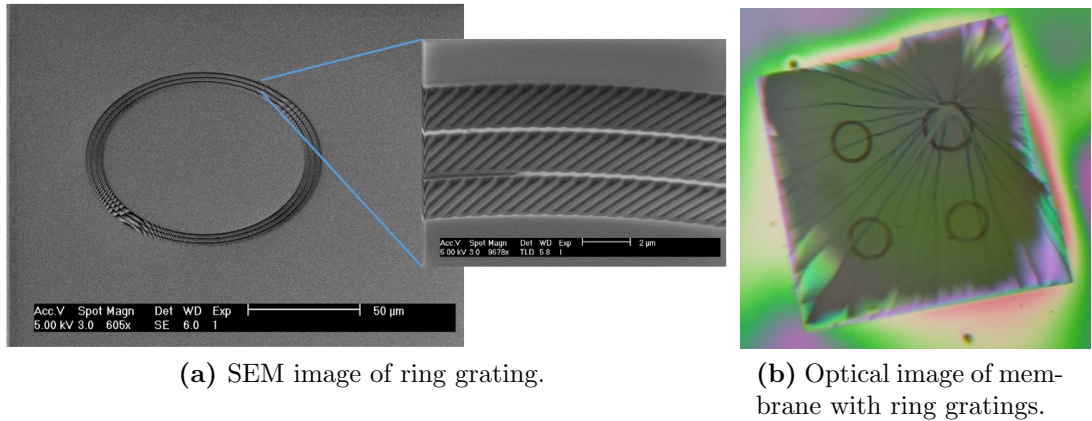 Acc.V Spot Magn Det WD Exp 50 µm
5.00 kV 3.0 605x SE 6.0 1
Acc.V Spot Magn Det WD Exp 2 µm
5.00 kV 3.0 9678x TLD 5.8 1
(a) SEM image of ring grating.
(b) Optical image of mem-
brane with ring gratings.